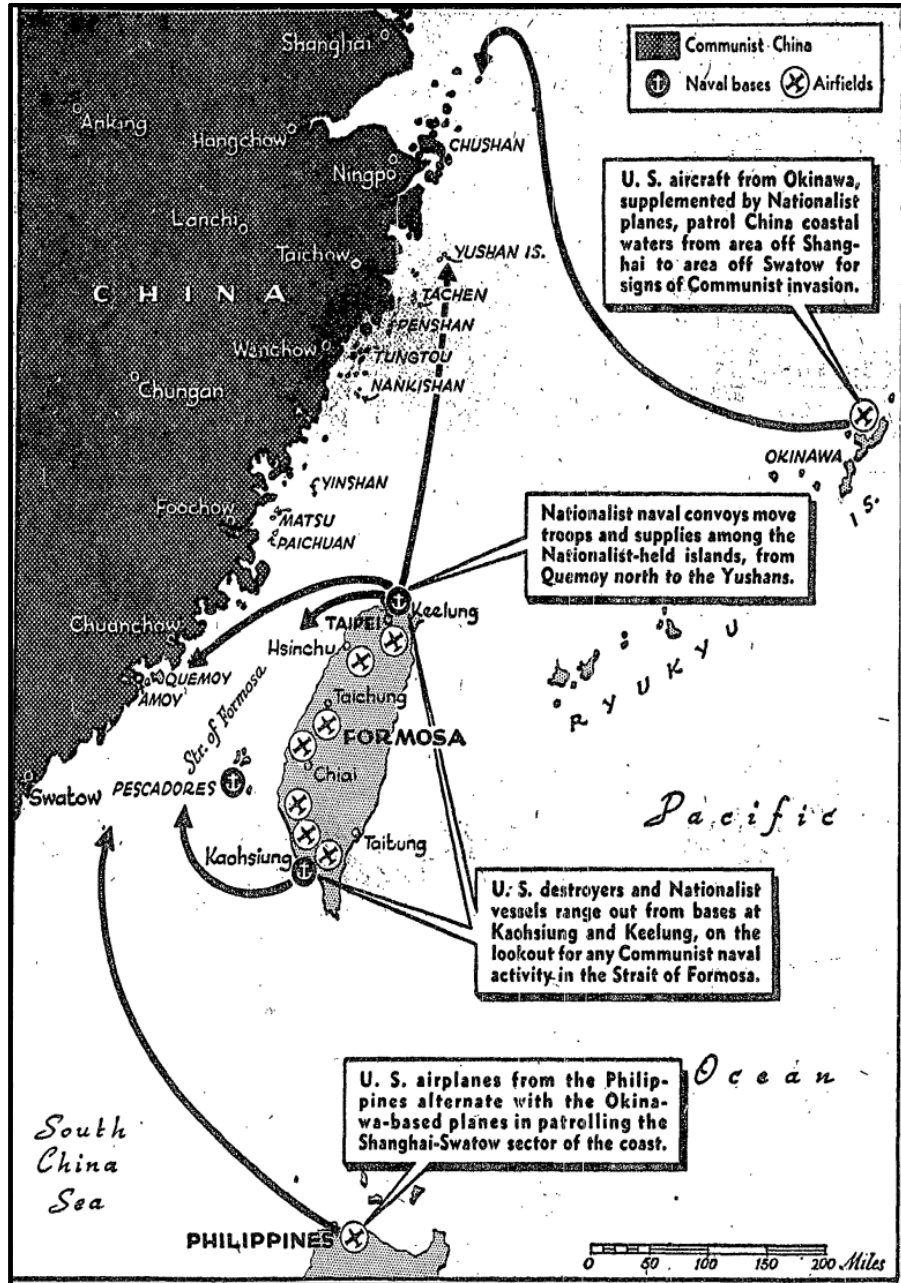 Shanghai
Communist China
Naval bases
Airfields
Anking
Hangchow
CHUSHAN
Ningpo
U. S. aircraft from Okinawa,
supplemented by Nationalist
planes, patrol China coastal
waters from area off Shang-
hai to area off Swatow for
signs of Communist invasion.
Lanchi
Taichow
YUSHAN IS.
CHINA
TACHEN
PENSHAN
Wenchow
TUNGTOU
NANKISHAN
Chungan
OKINAWA
IS.
YINSHAN
Foochow
MATSU
PAICHUAN
Nationalist naval convoys move
troops and supplies among the
Nationalist-held islands, from
Quemoy north to the Yushans.
Keelung
TAIPEI
Chuanchow
Hsinchu
QUEMOY
AMOY
Str. of Formosa
Taichung
RYUKYU
FORMOSA
Chiai
Swatow
PESCADORES
Pacific
Taitung
Kaohsiung
U. S. destroyers and Nationalist
vessels range out from bases at
Kaohsiung and Keelung, on the
lookout for any Communist naval
activity in the Strait of Formosa.
U. S. airplanes from the Philip-
pines alternate with the Okina-
wa-based planes in patrolling the
Shanghai-Swatow sector of the coast.
Ocean
South
China
Sea
PHILIPPINES
0 50 100 150 200 Miles